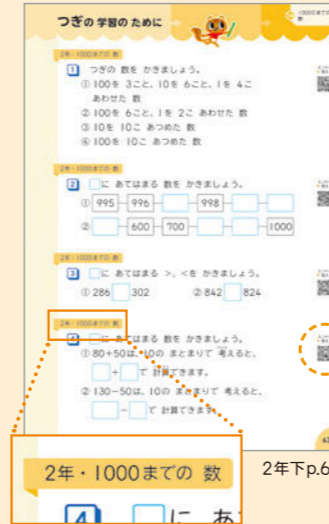 つぎの 学習の ために
1000までの
数
2年・1000までの 数
1 つぎの 数を かきましょう。
① 100を 3こと、10を 6こと、1を 4こ
あわせた 数
② 100を 6こと、1を 2こ あわせた 数
③ 10を 10こ あつめた 数
④ 100を 10こ あつめた 数
2年・1000までの 数
2 □に あてはまる 数を かきましょう。
① 995 996 998
② 600 700 1000
2年・1000までの 数
3 □に あてはまる >、<を かきましょう。
① 286 □ 302 ② 842 □ 824
2年・1000までの 数
4 □に あてはまる 数を かきましょう。
① 80+50は、10の まとまりで 考えると、
□+□で 計算できます。
② 130-50は、10の まとまりで 考えると、
□-□で 計算できます。
2年・1000までの 数
4 □に あ
2年下p.6